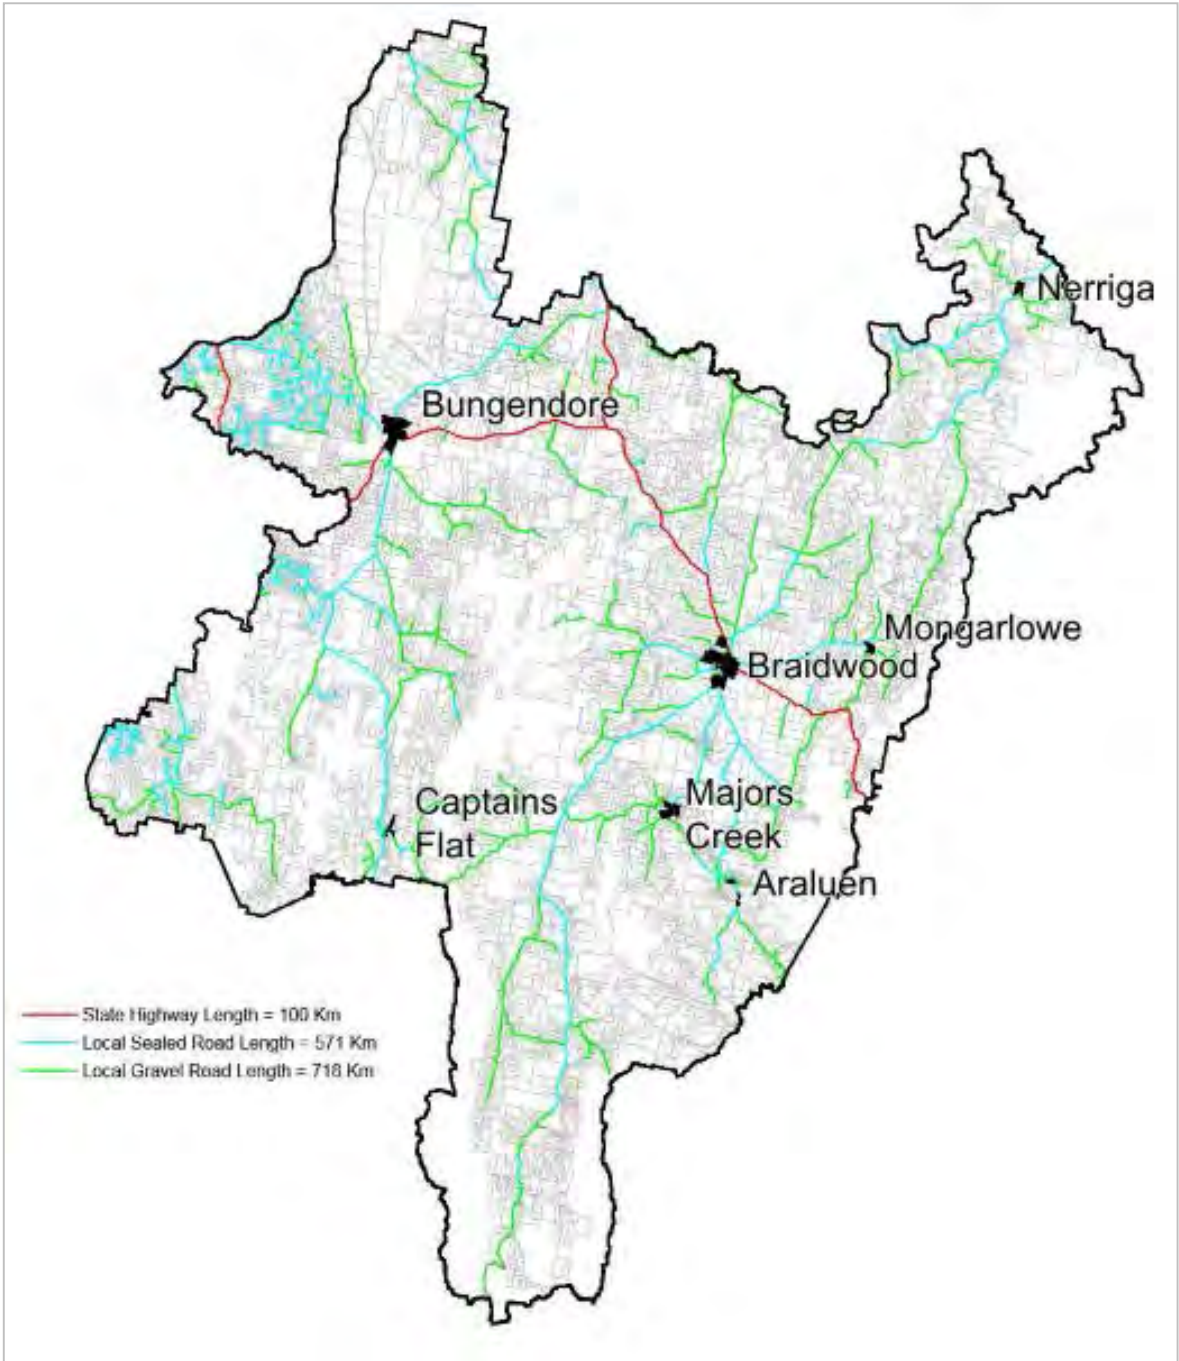 Nerriga
Bungendore
Mongarlowe
Braidwood
Captains
Flat
Majors
Creek
Araluen
State Highway Length = 100 Km
Local Sealed Road Length = 571 Km
Local Gravel Road Length = 718 Km